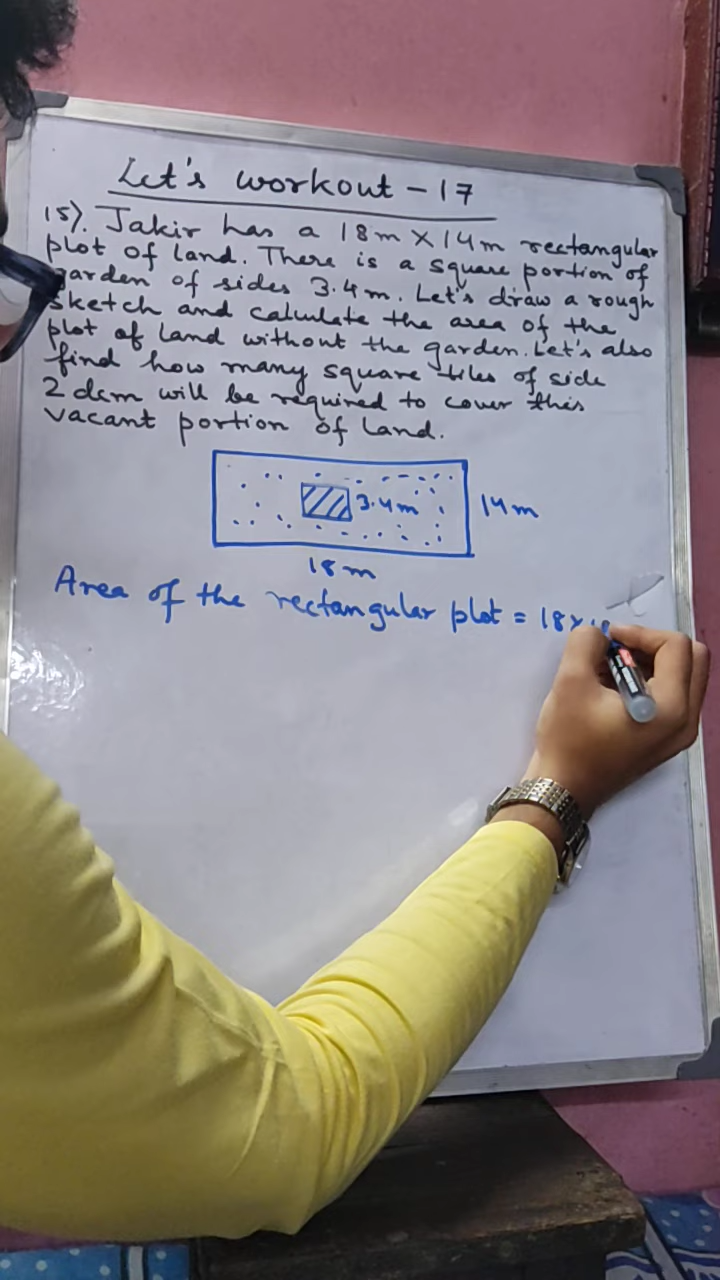 Let's workout - 17
15). Jakir has a 18m X 14m rectangular
plot of land. There is a square portion of
garden of sides 3.4m. Let's draw a rough
sketch and calculate the area of the
plot of land without the garden. Let's also
find how many square tiles of side
2 dcm will be required to cover this
vacant portion of land.
3.4m
14m
18m
Area of the rectangular plot = 18×